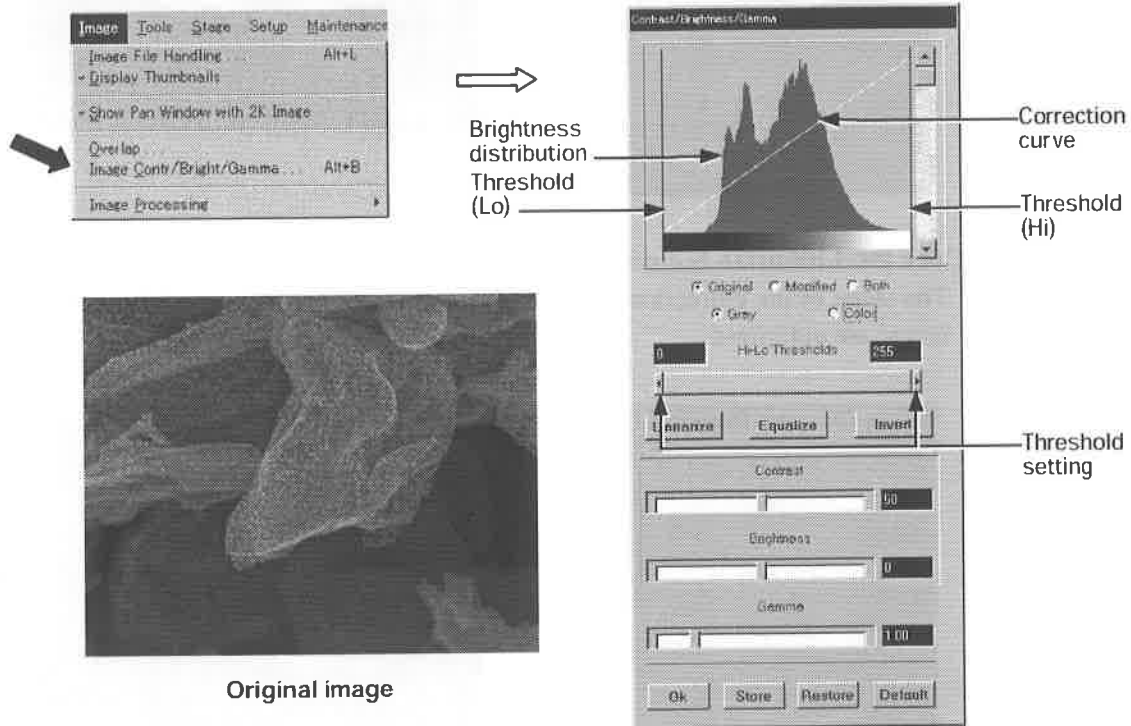 Image Tools Stage Setup Maintenance
Image File Handling... Alt+L
Display Thumbnails
Show Pan Window with 2K Image
Overlap...
Image Contr/Bright/Gamma... Alt+B
Image Processing
Original image
Contrast/Brightness/Gamma
Brightness
distribution
Threshold
(Lo)
Correction
curve
Threshold
(Hi)
Original Modified Both
Gray Color
0 Hi-Lo Thresholds 255
Equalize Invert
Threshold
setting
Contrast
50
Brightness
0
Gamma
1.00
Ok Store Restore Default